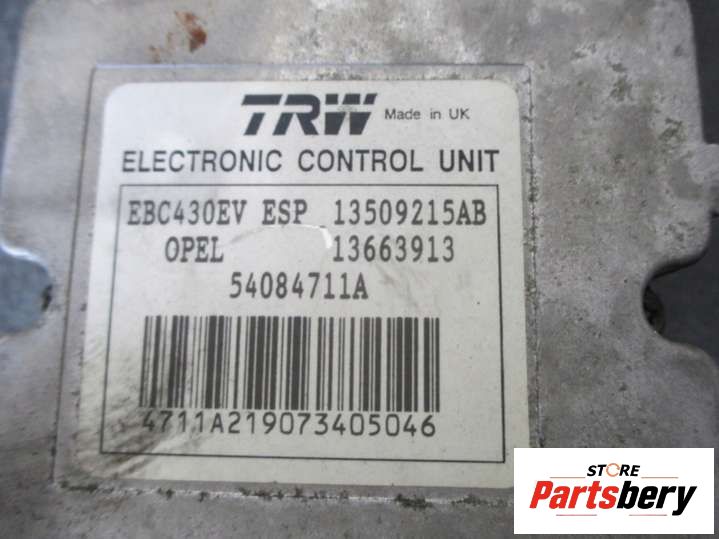 TRW Made in UK
ELECTRONIC CONTROL UNIT
EBC430EV ESP 13509215AB
OPEL 13663913
54084711A
4711A219073405046
STORE
Partsbery